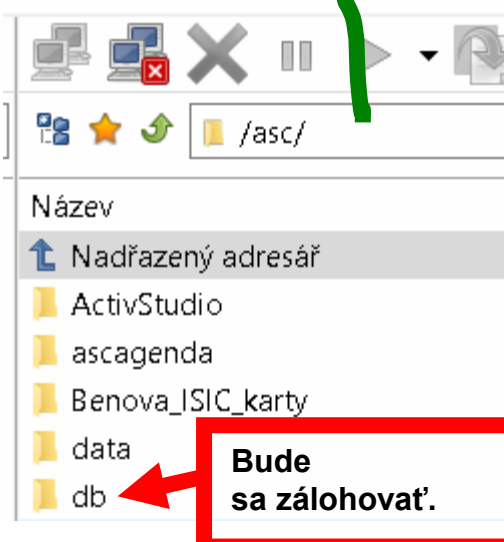 /asc/
Název
Nadřazený adresář
ActivStudio
ascagenda
Benova_ISIC_karty
data
db
Bude
sa zálohovať.